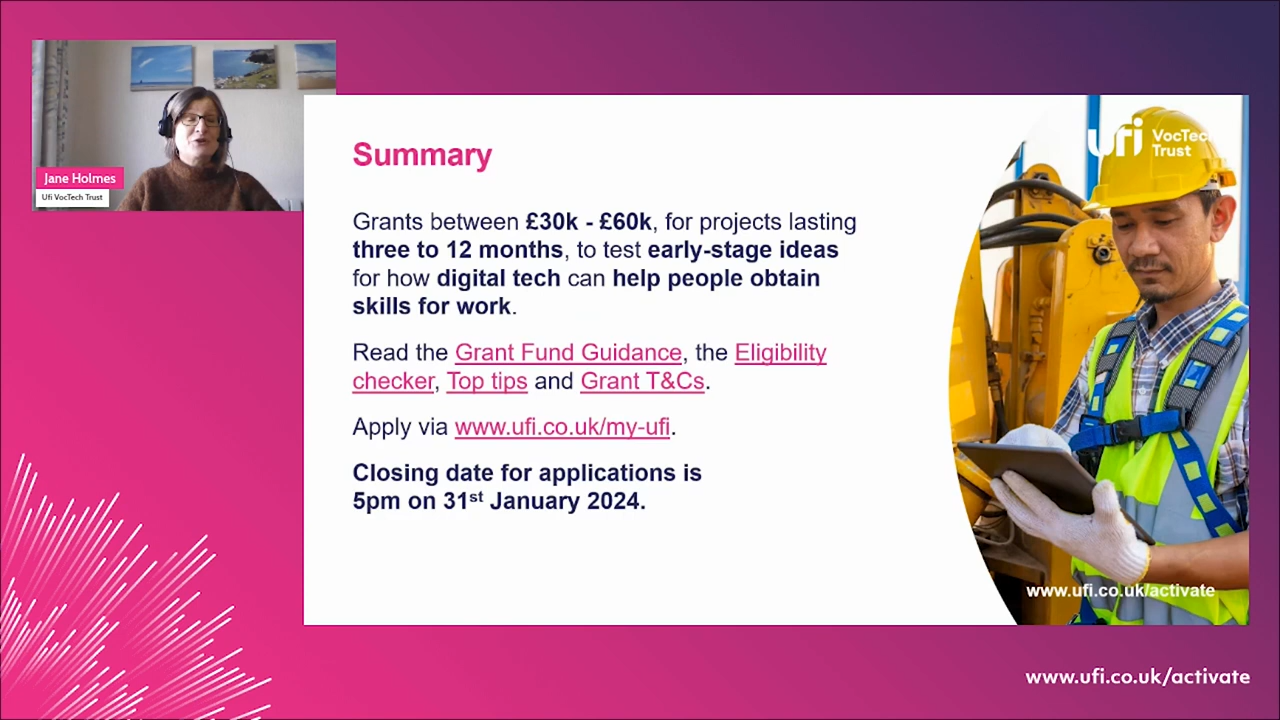 Jane Holmes
Ufi VocTech Trust
Summary
Grants between £30k - £60k, for projects lasting
three to 12 months, to test early-stage ideas
for how digital tech can help people obtain
skills for work.
Read the Grant Fund Guidance, the Eligibility
checker, Top tips and Grant T&Cs.
Apply via www.ufi.co.uk/my-ufi.
Closing date for applications is
5pm on 31st January 2024.
ufi VocTech
Trust
www.ufi.co.uk/activate
www.ufi.co.uk/activate